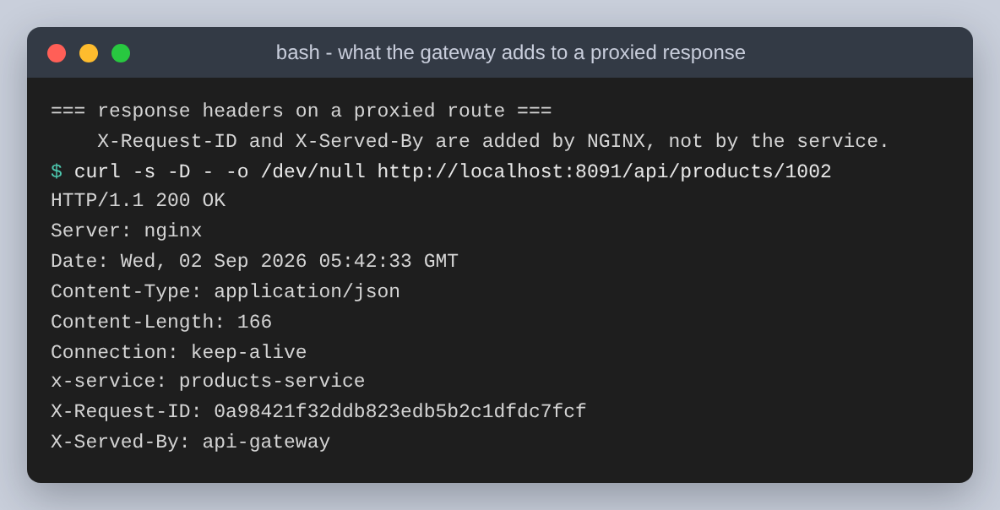 bash - what the gateway adds to a proxied response
=== response headers on a proxied route ===
X-Request-ID and X-Served-By are added by NGINX, not by the service.
$ curl -s -D - -o /dev/null http://localhost:8091/api/products/1002
HTTP/1.1 200 OK
Server: nginx
Date: Wed, 02 Sep 2026 05:42:33 GMT
Content-Type: application/json
Content-Length: 166
Connection: keep-alive
x-service: products-service
X-Request-ID: 0a98421f32ddb823edb5b2c1dfdc7fcf
X-Served-By: api-gateway